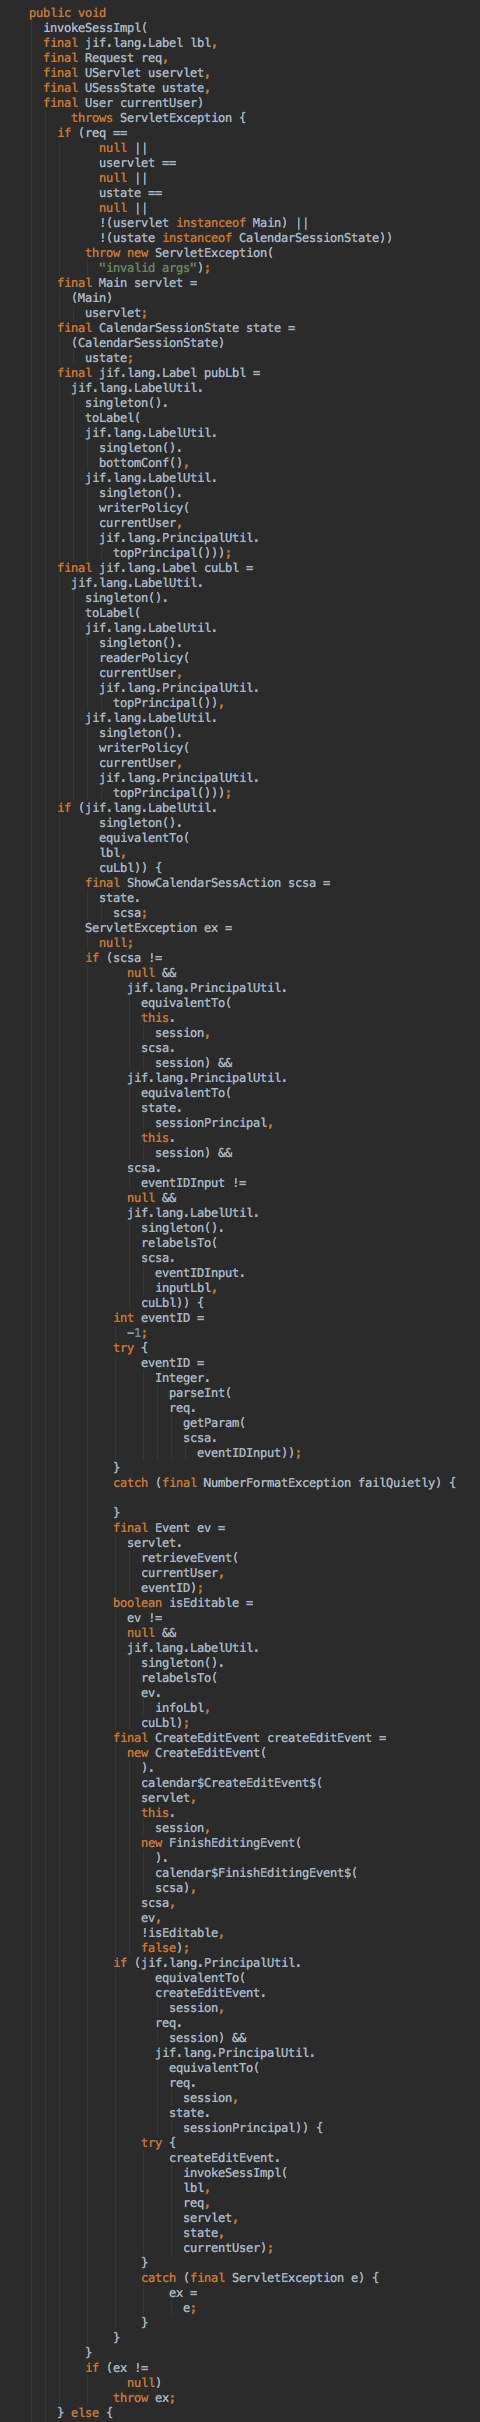 public void
invokeSessImpl(
final jif.lang.Label lbl,
final Request req,
final UServlet uservlet,
final USessState ustate,
final User currentUser)
throws ServletException {
if (req ==
null ||
uservlet ==
null ||
ustate ==
null ||
!(uservlet instanceof Main) ||
!(ustate instanceof CalendarSessionState))
throw new ServletException(
"invalid args");
final Main servlet =
(Main)
uservlet;
final CalendarSessionState state =
(CalendarSessionState)
ustate;
final jif.lang.Label pubLbl =
jif.lang.LabelUtil.
singleton().
toLabel(
jif.lang.LabelUtil.
singleton().
bottomConf(),
jif.lang.LabelUtil.
singleton().
writerPolicy(
currentUser,
jif.lang.PrincipalUtil.
topPrincipal()));
final jif.lang.Label cuLbl =
jif.lang.LabelUtil.
singleton().
toLabel(
jif.lang.LabelUtil.
singleton().
readerPolicy(
currentUser,
jif.lang.PrincipalUtil.
topPrincipal()),
jif.lang.LabelUtil.
singleton().
writerPolicy(
currentUser,
jif.lang.PrincipalUtil.
topPrincipal()));
if (jif.lang.LabelUtil.
singleton().
equivalentTo(
lbl,
cuLbl)) {
final ShowCalendarSessAction scsa =
state.
scsa;
ServletException ex =
null;
if (scsa !=
null &&
jif.lang.PrincipalUtil.
equivalentTo(
this.
session,
scsa.
session) &&
jif.lang.PrincipalUtil.
equivalentTo(
state.
sessionPrincipal,
this.
session) &&
scsa.
eventIDInput !=
null &&
jif.lang.LabelUtil.
singleton().
relabelsTo(
scsa.
eventIDInput.
inputLbl,
cuLbl)) {
int eventID =
-1;
try {
eventID =
Integer.
parseInt(
req.
getParam(
scsa.
eventIDInput));
}
catch (final NumberFormatException failQuietly) {
}
final Event ev =
servlet.
retrieveEvent(
currentUser,
eventID);
boolean isEditable =
ev !=
null &&
jif.lang.LabelUtil.
singleton().
relabelsTo(
ev.
infoLbl,
cuLbl);
final CreateEditEvent createEditEvent =
new CreateEditEvent(
).
calendar$CreateEditEvent$(
servlet,
this.
session,
new FinishEditingEvent(
).
calendar$FinishEditingEvent$(
scsa),
scsa,
ev,
!isEditable,
false);
if (jif.lang.PrincipalUtil.
equivalentTo(
createEditEvent.
session,
req.
session) &&
jif.lang.PrincipalUtil.
equivalentTo(
req.
session,
state.
sessionPrincipal)) {
try {
createEditEvent.
invokeSessImpl(
lbl,
req,
servlet,
state,
currentUser);
}
catch (final ServletException e) {
ex =
e;
}
}
}
if (ex !=
null)
throw ex;
} else {